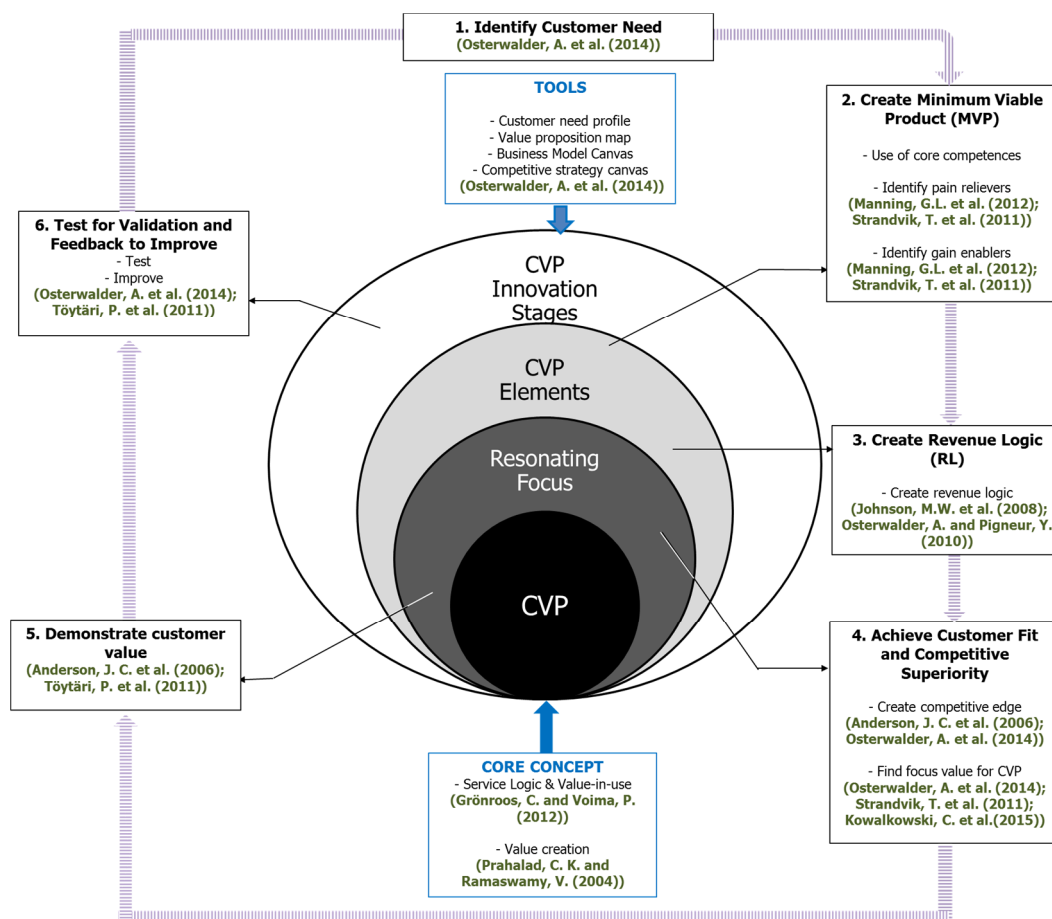 1. Identify Customer Need
(Osterwalder, A. et al. (2014))
TOOLS
- Customer need profile
- Value proposition map
- Business Model Canvas
- Competitive strategy canvas
(Osterwalder, A. et al. (2014))
2. Create Minimum Viable
Product (MVP)
- Use of core competences
- Identify pain relievers
(Manning, G.L. et al. (2012);
Strandvik, T. et al. (2011))
- Identify gain enablers
(Manning, G.L. et al. (2012);
Strandvik, T. et al. (2011))
6. Test for Validation and
Feedback to Improve
- Test
- Improve
(Osterwalder, A. et al. (2014);
Töytäri, P. et al. (2011))
CVP
Innovation
Stages
CVP
Elements
Resonating
Focus
CVP
3. Create Revenue Logic
(RL)
- Create revenue logic
(Johnson, M.W. et al. (2008);
Osterwalder, A. and Pigneur, Y.
(2010))
5. Demonstrate customer
value
(Anderson, J. C. et al. (2006);
Töytäri, P. et al. (2011))
4. Achieve Customer Fit
and Competitive
Superiority
- Create competitive edge
(Anderson, J. C. et al. (2006);
Osterwalder, A. et al. (2014))
- Find focus value for CVP
(Osterwalder, A. et al. (2014);
Strandvik, T. et al. (2011);
Kowalkowski, C. et al.(2015))
CORE CONCEPT
- Service Logic & Value-in-use
(Grönroos, C. and Voima, P.
(2012))
- Value creation
(Prahalad, C. K. and
Ramaswamy, V. (2004))